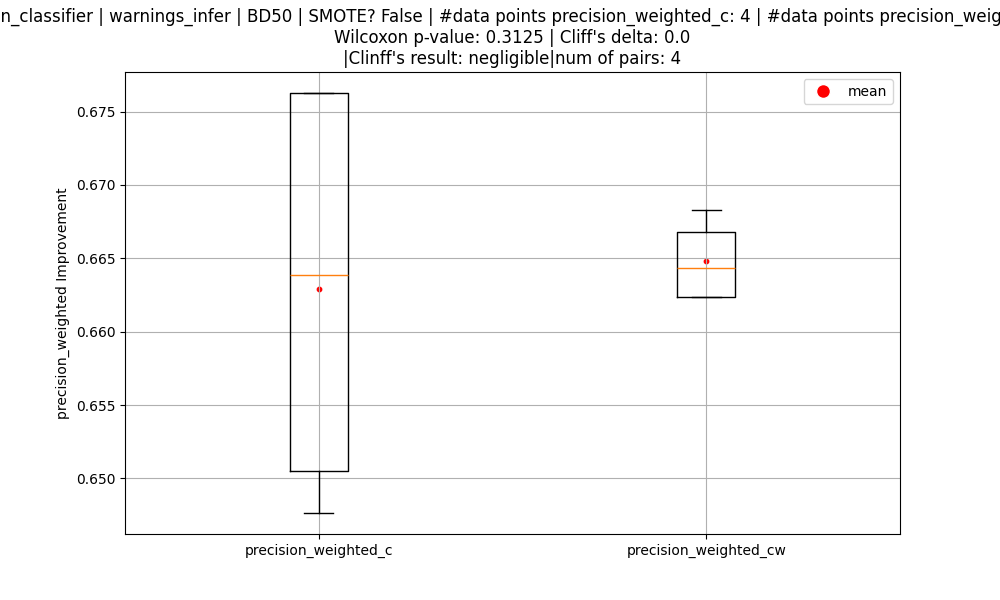 n_classifier | warnings_infer | BD50 | SMOTE? False | #data points precision_weighted_c: 4 | #data points precision_weig
Wilcoxon p-value: 0.3125 | Cliff's delta: 0.0
|Clinff's result: negligible|num of pairs: 4
mean
0.675
0.670
0.665
0.660
0.655
0.650
precision_weighted Improvement
precision_weighted_c
precision_weighted_cw